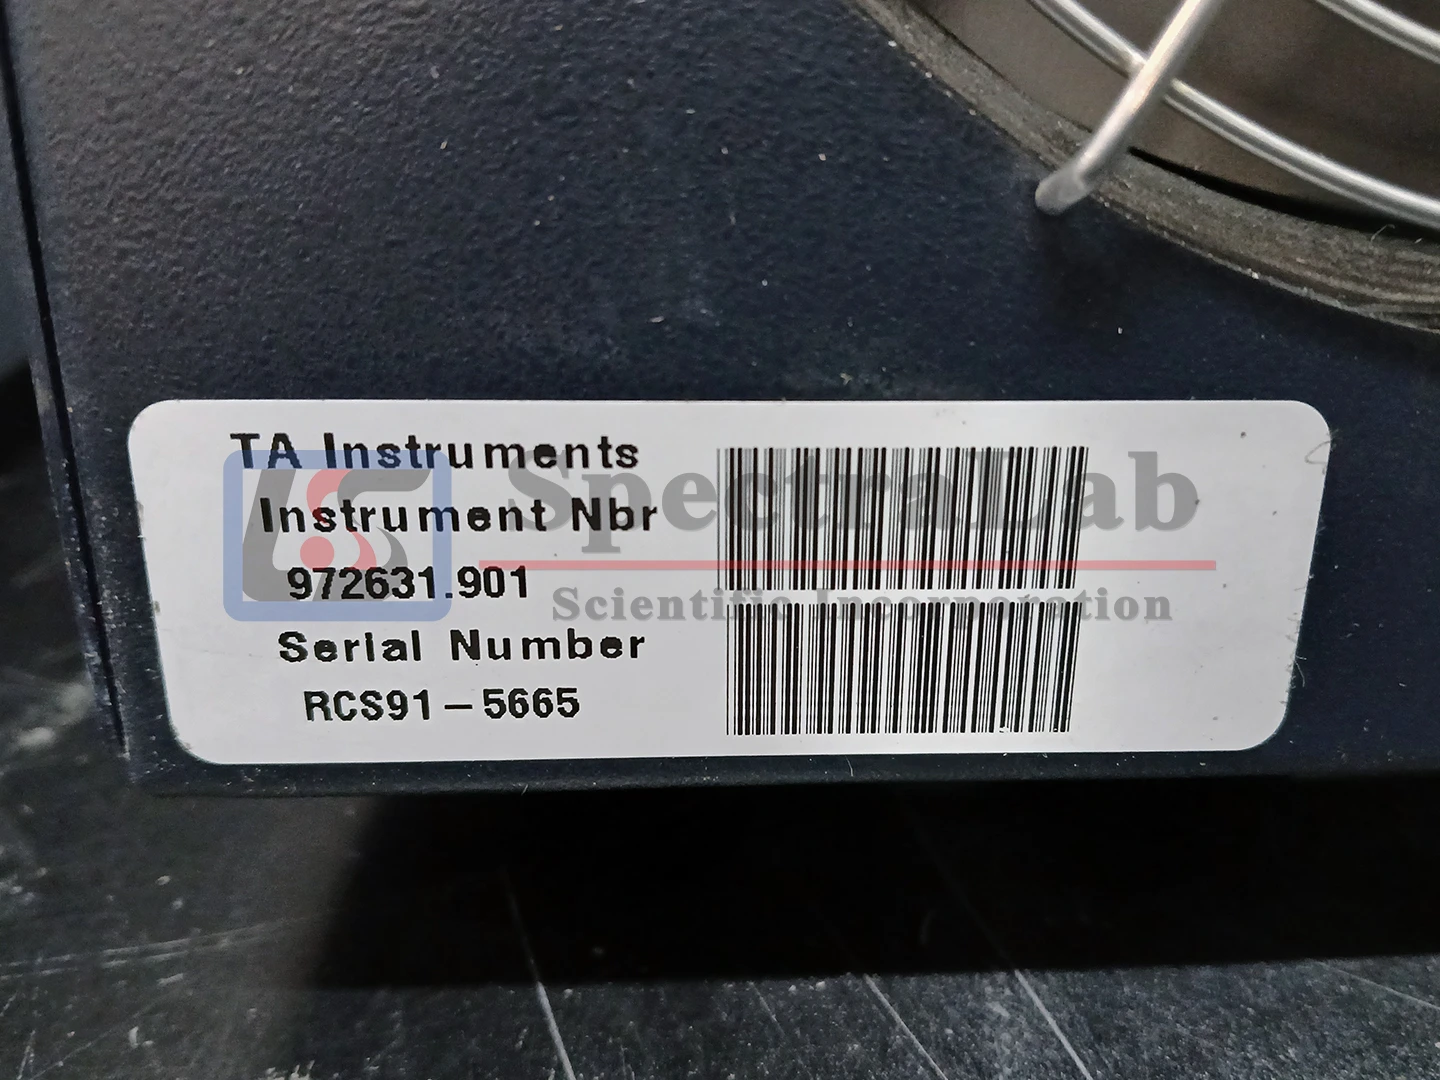 TA Instruments
Instrument Nbr
972631.901
Serial Number
RCS91-5665
SpectraLab
Scientific Incorporation